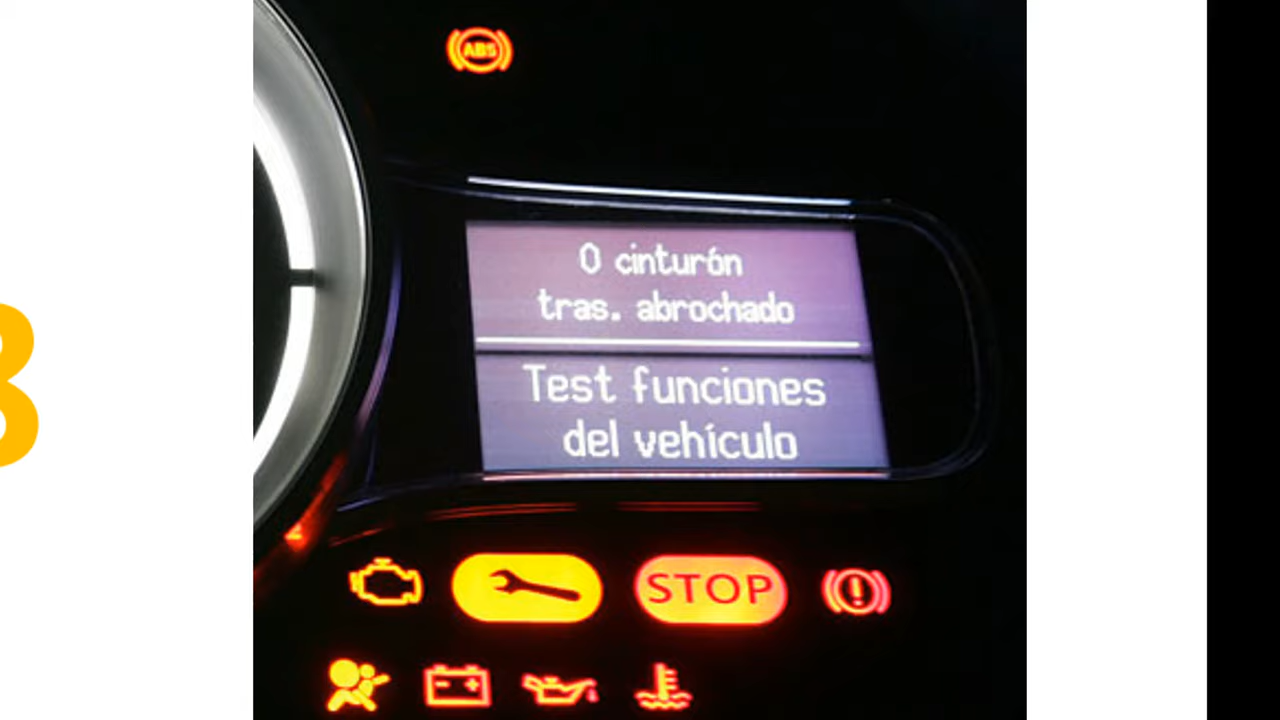 ABS
0 cinturón
tras. abrochado
Test funciones
del vehículo
STOP